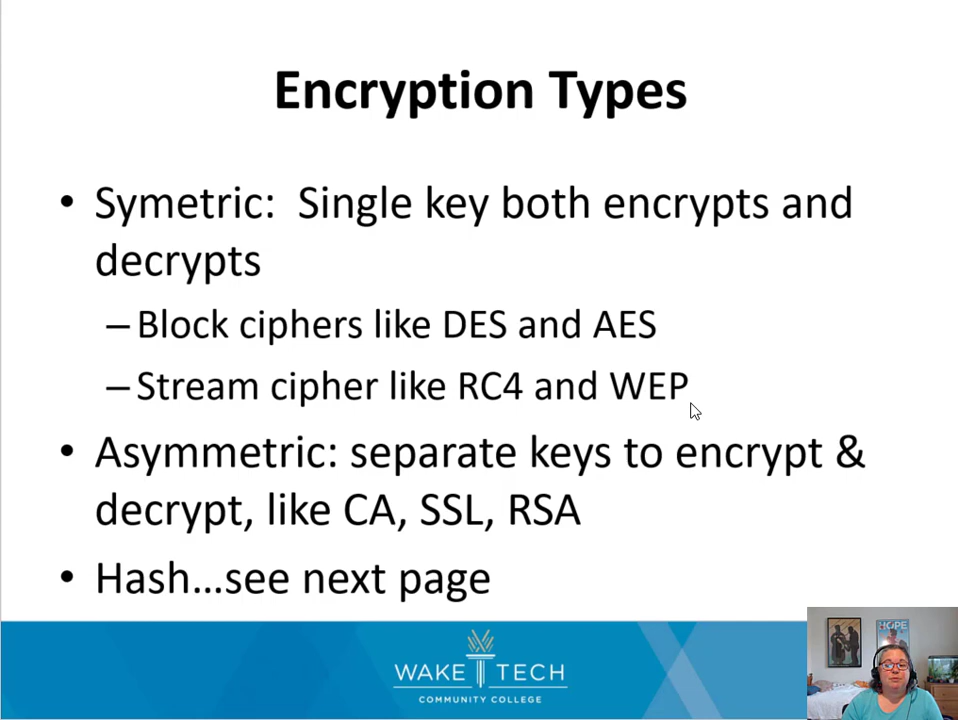 Encryption Types
• Symetric:  Single key both encrypts and
decrypts
– Block ciphers like DES and AES
– Stream cipher like RC4 and WEP
• Asymmetric: separate keys to encrypt &
decrypt, like CA, SSL, RSA
• Hash…see next page
WAKE TECH
COMMUNITY COLLEGE
HOPE